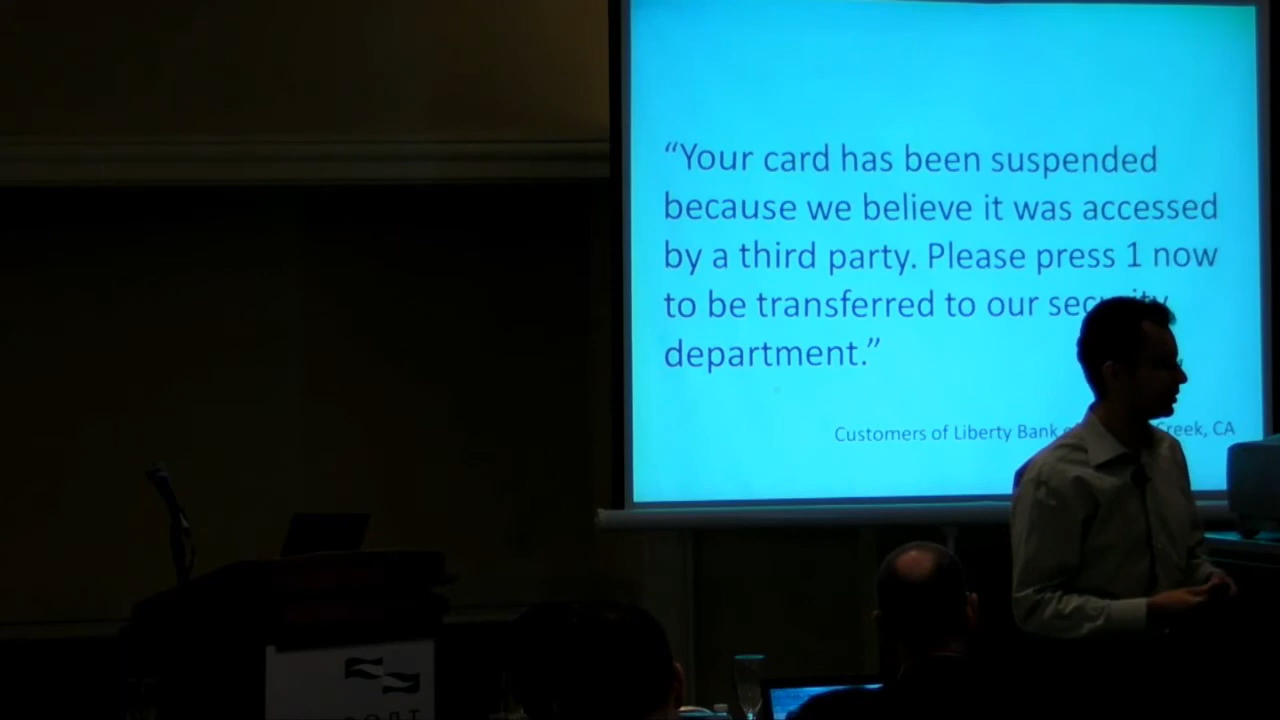 “Your card has been suspended
because we believe it was accessed
by a third party. Please press 1 now
to be transferred to our security
department.”
Customers of Liberty Bank Creek, CA